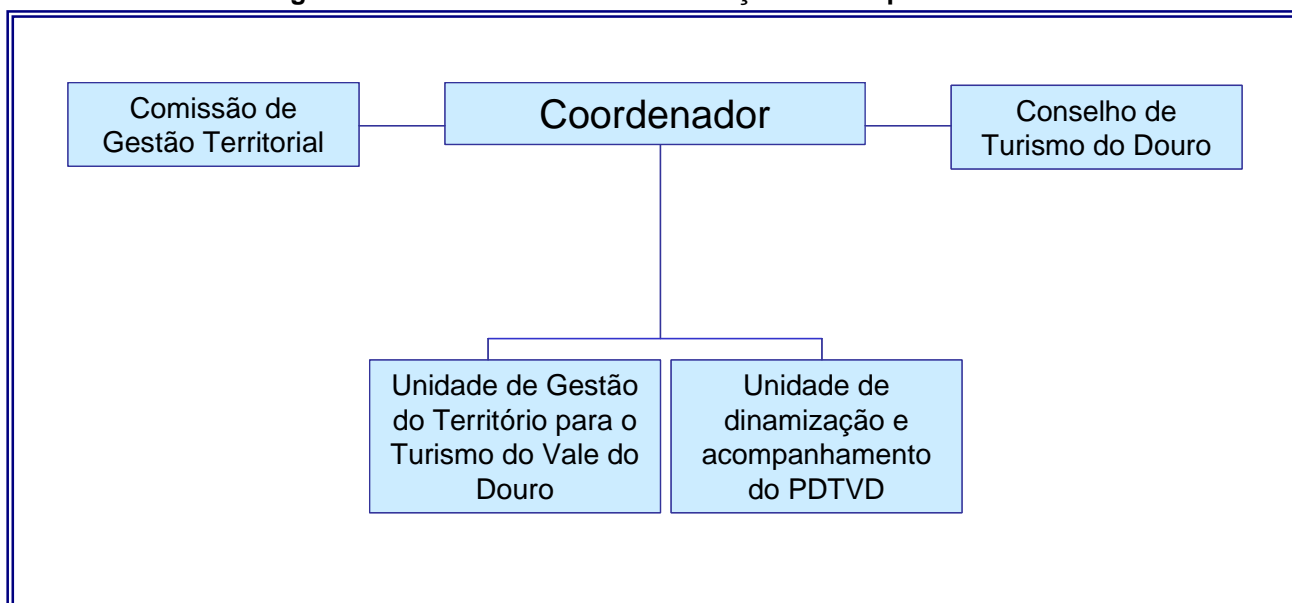 Comissão de
Gestão Territorial
Coordenador
Conselho de
Turismo do Douro
Unidade de Gestão
do Território para o
Turismo do Vale do
Douro
Unidade de
dinamização e
acompanhamento
do PDTVD